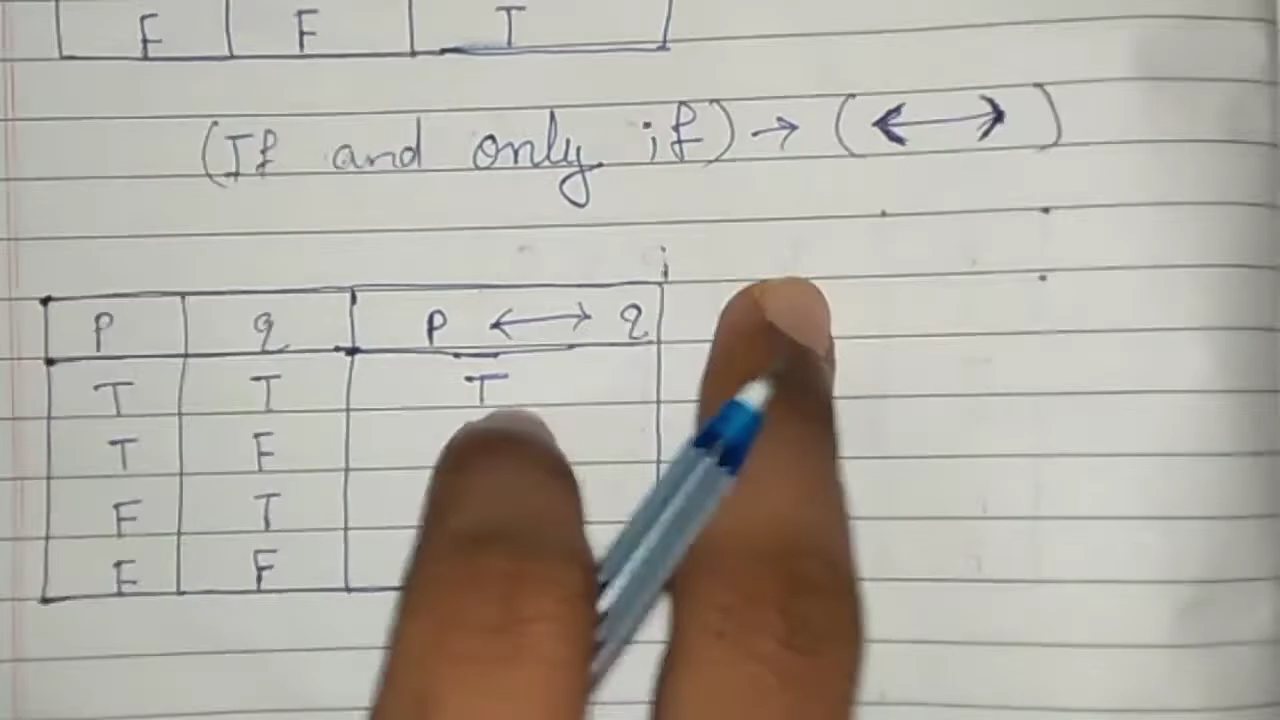 F F T
(If and only if) → (↔)
P q P ↔ q
T T T
T F
F T
F F